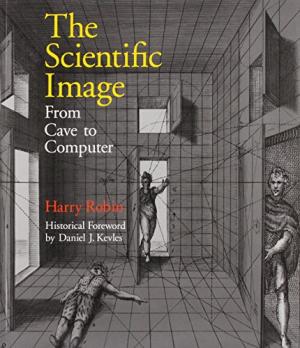 The
Scientific
Image
From
Cave to
Computer
Harry Robin
Historical Foreword
by Daniel J. Kevles